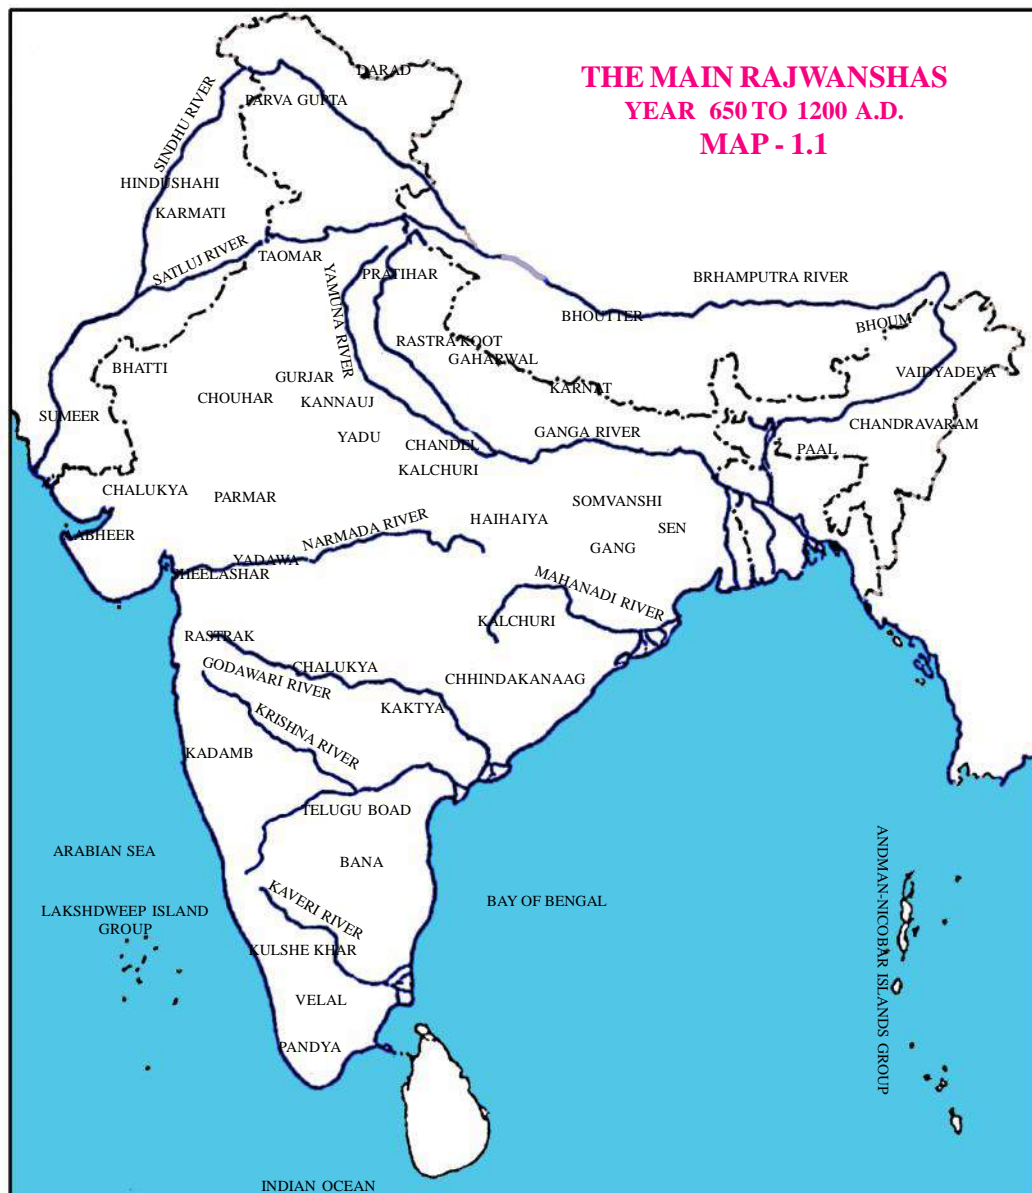 THE MAIN RAJWANSHAS
YEAR 650 TO 1200 A.D.
MAP - 1.1
DARAD
PARVA GUPTA
SINDHU RIVER
HINDUSHAHI
KARMATI
SATLUJ RIVER
TAOMAR
YAMUNA RIVER
PRATIHAR
BRHAMPUTRA RIVER
BHOUTTER
BHOUM
RASTRA KOOT
GAHARWAL
BHATTI
GURJAR
KARNAT
VAIDYADEVA
CHOUHAR
KANNAUJ
SUMEER
YADU
CHANDEL
GANGA RIVER
CHANDRAVARAM
PAAL
KALCHURI
CHALUKYA
PARMAR
SOMVANSHI
HAIHAIYA
SEN
NARMADA RIVER
AABHEER
GANG
YADAWA
SHEELASHAR
MAHANADI RIVER
KALCHURI
RASTRAK
CHALUKYA
GODAWARI RIVER
CHHINDAKANAAG
KAKTYA
KRISHNA RIVER
KADAMB
TELUGU BOAD
ARABIAN SEA
BANA
ANDMAN-NICOBAR ISLANDS GROUP
BAY OF BENGAL
KAVERI RIVER
LAKSHDWEEP ISLAND
GROUP
KULSHE KHAR
VELAL
PANDYA
INDIAN OCEAN